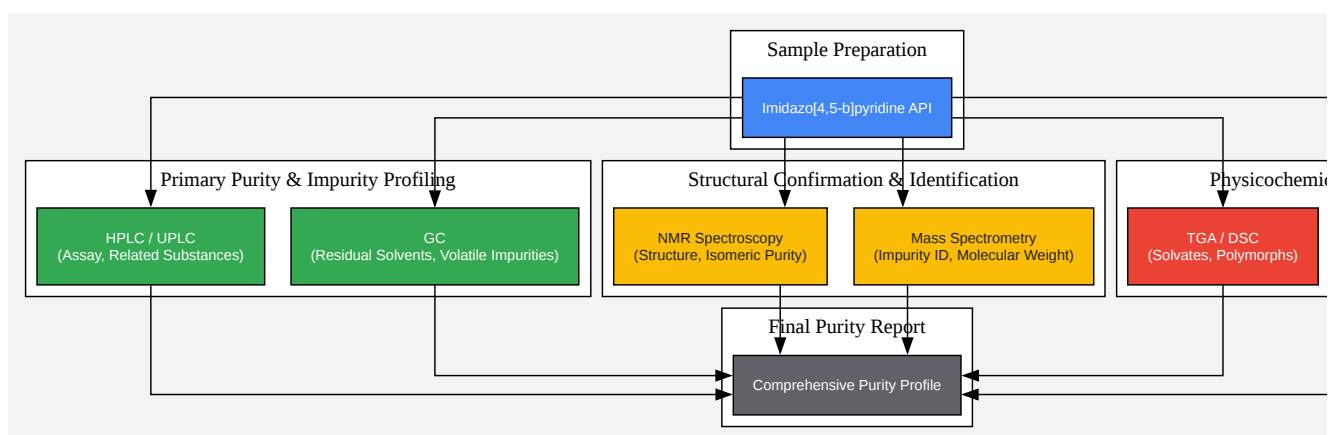 Sample Preparation
Imidazo[4,5-b]pyridine API
Primary Purity & Impurity Profiling
Structural Confirmation & Identification
HPLC / UPLC
(Assay, Related Substances)
GC
(Residual Solvents, Volatile Impurities)
NMR Spectroscopy
(Structure, Isomeric Purity)
Mass Spectrometry
(Impurity ID, Molecular Weight)
TGA / DSC
(Solvates, Polymorphs)
Final Purity Report
Comprehensive Purity Profile